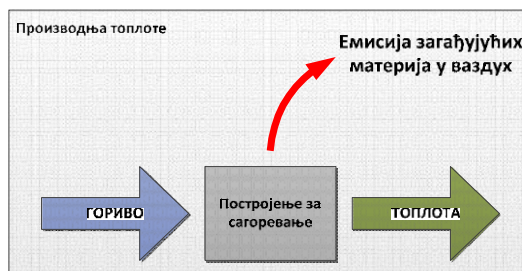 Производња топлоте
Емисија загађујућих
материја у ваздух
ГОРИВО
Постројење за
сагоревање
ТОПЛОТА